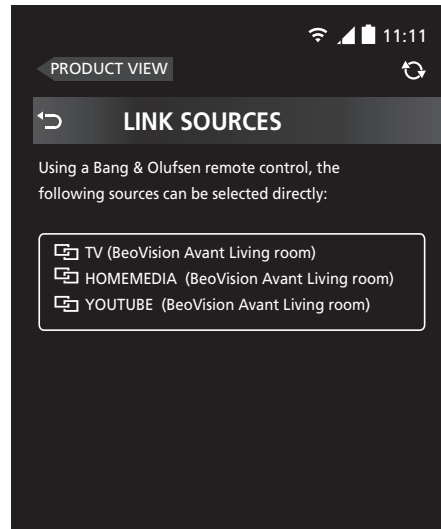 11:11
PRODUCT VIEW
LINK SOURCES
Using a Bang & Olufsen remote control, the
following sources can be selected directly:
TV (BeoVision Avant Living room)
HOMEMEDIA (BeoVision Avant Living room)
YOUTUBE (BeoVision Avant Living room)